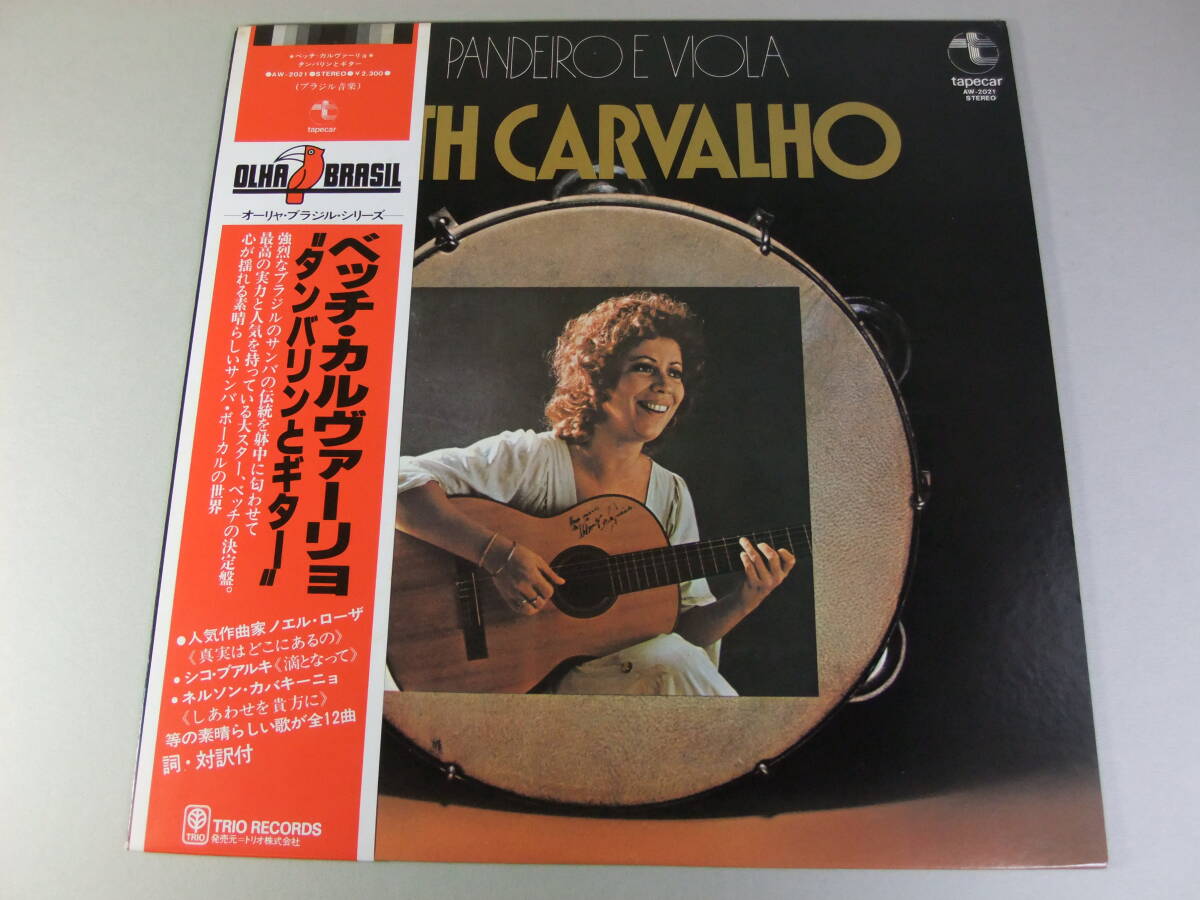 *ベッチ・カルヴァーリョ*
タンバリンとギター
●AW-2021●STEREO●¥2,300●
(ブラジル音楽)
tapecar
OLHA BRASIL
オーリャ・ブラジル・シリーズ
ベッチ・カルヴァーリョ
"タンバリンとギター"
強烈なブラジルのサンバの伝統を躰中に匂わせて
最高の実力と人気を持っている大スター、ベッチの決定盤。
心が揺れる素晴らしいサンバ・ボーカルの世界
●人気作曲家ノエル・ローザ
《真実はどこにあるの》
●シコ・ブアルキ《滴となって》
●ネルソン・カバキーニョ
《しあわせを貴方に》
等の素晴らしい歌が全12曲
詞・対訳付
TRIO
TRIO RECORDS
発売元=トリオ株式会社
PANDEIRO E VIOLA
TH CARVALHO
tapecar
AW-2021
STEREO